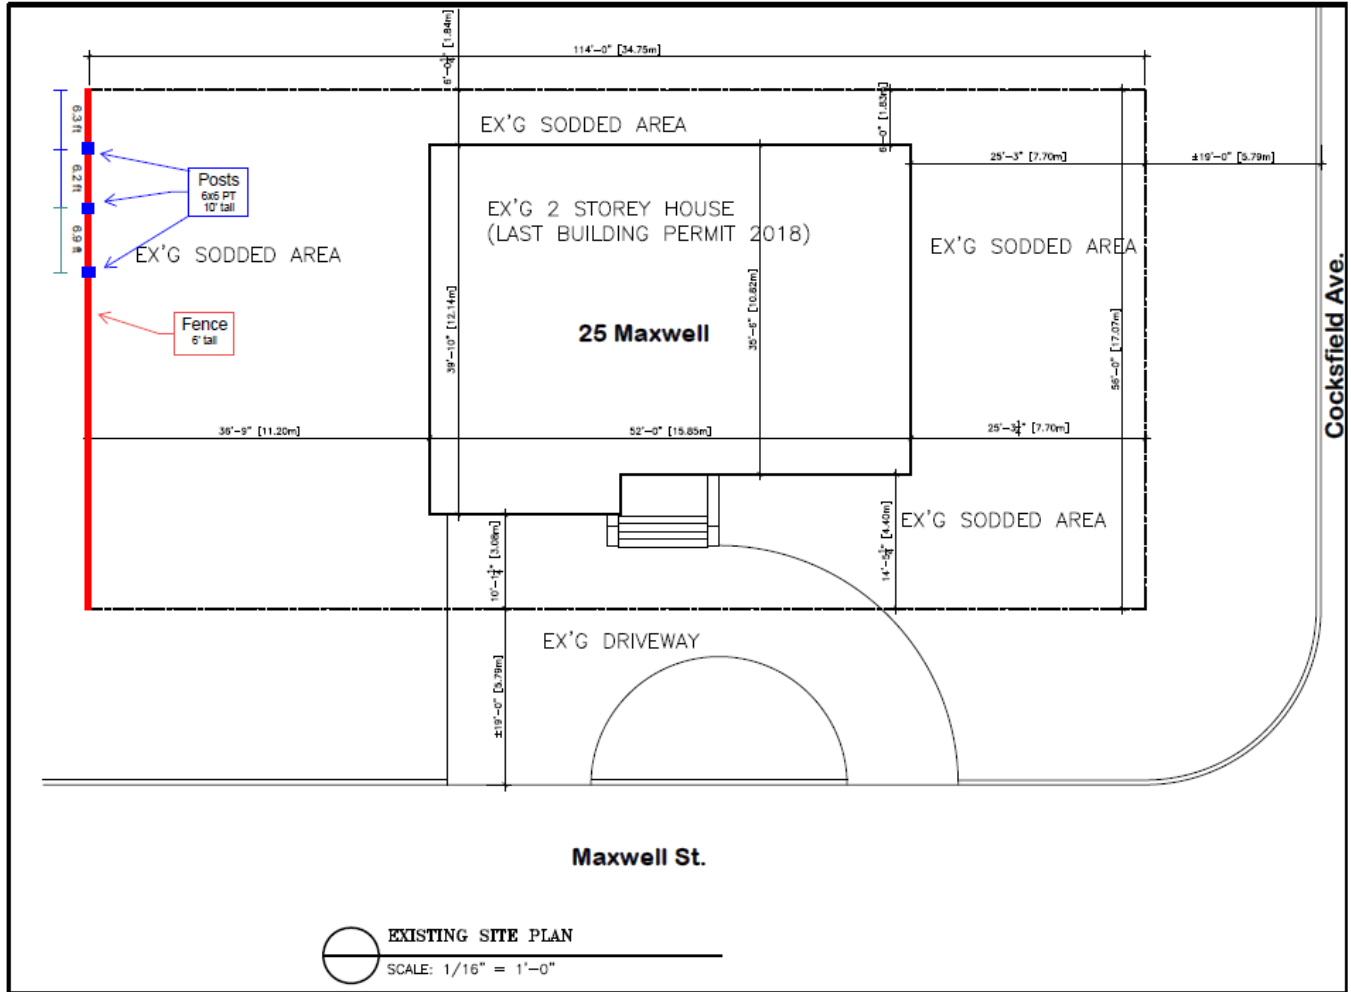 6'-0¼" [1.84m]
114'-0" [34.75m]
6.3 ft
EX'G SODDED AREA
6'-0" [1.83m]
25'-3" [7.70m]
±19'-0" [5.79m]
6.2 ft
Posts
6x6 PT
10' tall
EX'G 2 STOREY HOUSE
(LAST BUILDING PERMIT 2018)
6.9 ft
EX'G SODDED AREA
EX'G SODDED AREA
Fence
6' tall
39'-10" [12.14m]
25 Maxwell
35'-6" [10.82m]
56'-0" [17.07m]
Cocksfield Ave.
36'-9" [11.20m]
52'-0" [15.85m]
25'-3¼" [7.70m]
10'-1¼" [3.08m]
14'-5¼" [4.40m]
EX'G SODDED AREA
EX'G DRIVEWAY
±19'-0" [5.79m]
Maxwell St.
EXISTING SITE PLAN
SCALE: 1/16" = 1'-0"